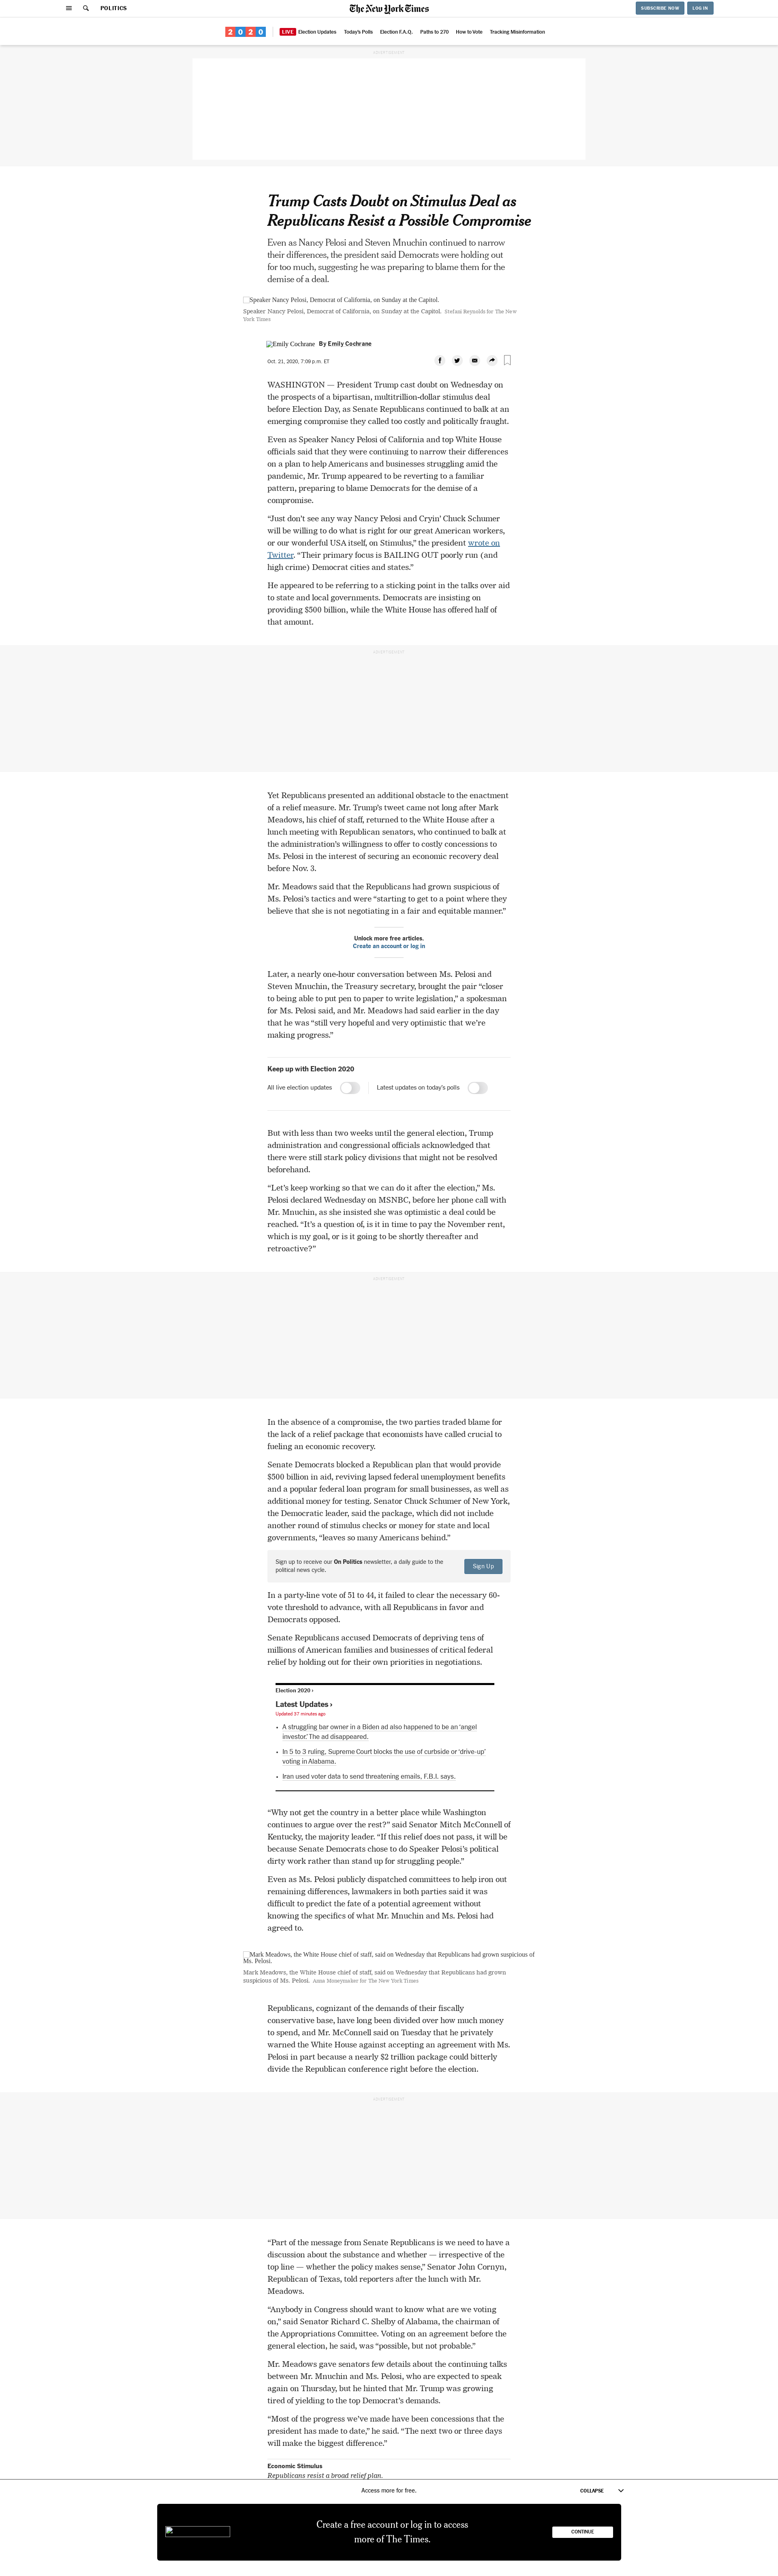 POLITICS
The New York Times
SUBSCRIBE NOW
LOG IN
2020
LIVE Election Updates
Today's Polls
Election F.A.Q.
Paths to 270
How to Vote
Tracking Misinformation
ADVERTISEMENT
Trump Casts Doubt on Stimulus Deal as
Republicans Resist a Possible Compromise
Even as Nancy Pelosi and Steven Mnuchin continued to narrow
their differences, the president said Democrats were holding out
for too much, suggesting he was preparing to blame them for the
demise of a deal.
Speaker Nancy Pelosi, Democrat of California, on Sunday at the Capitol.
Speaker Nancy Pelosi, Democrat of California, on Sunday at the Capitol. Stefani Reynolds for The New
York Times
Emily Cochrane
By Emily Cochrane
Oct. 21, 2020, 7:09 p.m. ET
WASHINGTON — President Trump cast doubt on Wednesday on
the prospects of a bipartisan, multitrillion-dollar stimulus deal
before Election Day, as Senate Republicans continued to balk at an
emerging compromise they called too costly and politically fraught.
Even as Speaker Nancy Pelosi of California and top White House
officials said that they were continuing to narrow their differences
on a plan to help Americans and businesses struggling amid the
pandemic, Mr. Trump appeared to be reverting to a familiar
pattern, preparing to blame Democrats for the demise of a
compromise.
“Just don't see any way Nancy Pelosi and Cryin' Chuck Schumer
will be willing to do what is right for our great American workers,
or our wonderful USA itself, on Stimulus,” the president wrote on
Twitter. “Their primary focus is BAILING OUT poorly run (and
high crime) Democrat cities and states.”
He appeared to be referring to a sticking point in the talks over aid
to state and local governments. Democrats are insisting on
providing $500 billion, while the White House has offered half of
that amount.
ADVERTISEMENT
Yet Republicans presented an additional obstacle to the enactment
of a relief measure. Mr. Trump's tweet came not long after Mark
Meadows, his chief of staff, returned to the White House after a
lunch meeting with Republican senators, who continued to balk at
the administration's willingness to offer to costly concessions to
Ms. Pelosi in the interest of securing an economic recovery deal
before Nov. 3.
Mr. Meadows said that the Republicans had grown suspicious of
Ms. Pelosi's tactics and were “starting to get to a point where they
believe that she is not negotiating in a fair and equitable manner.”
Unlock more free articles.
Create an account or log in
Later, a nearly one-hour conversation between Ms. Pelosi and
Steven Mnuchin, the Treasury secretary, brought the pair “closer
to being able to put pen to paper to write legislation,” a spokesman
for Ms. Pelosi said, and Mr. Meadows had said earlier in the day
that he was “still very hopeful and very optimistic that we're
making progress.”
Keep up with Election 2020
All live election updates
Latest updates on today's polls
But with less than two weeks until the general election, Trump
administration and congressional officials acknowledged that
there were still stark policy divisions that might not be resolved
beforehand.
“Let's keep working so that we can do it after the election,” Ms.
Pelosi declared Wednesday on MSNBC, before her phone call with
Mr. Mnuchin, as she insisted she was optimistic a deal could be
reached. “It's a question of, is it in time to pay the November rent,
which is my goal, or is it going to be shortly thereafter and
retroactive?”
ADVERTISEMENT
In the absence of a compromise, the two parties traded blame for
the lack of a relief package that economists have called crucial to
fueling an economic recovery.
Senate Democrats blocked a Republican plan that would provide
$500 billion in aid, reviving lapsed federal unemployment benefits
and a popular federal loan program for small businesses, as well as
additional money for testing. Senator Chuck Schumer of New York,
the Democratic leader, said the package, which did not include
another round of stimulus checks or money for state and local
governments, “leaves so many Americans behind.”
Sign up to receive our On Politics newsletter, a daily guide to the
political news cycle.
Sign Up
In a party-line vote of 51 to 44, it failed to clear the necessary 60-
vote threshold to advance, with all Republicans in favor and
Democrats opposed.
Senate Republicans accused Democrats of depriving tens of
millions of American families and businesses of critical federal
relief by holding out for their own priorities in negotiations.
Election 2020 ›
Latest Updates ›
Updated 37 minutes ago
• A struggling bar owner in a Biden ad also happened to be an 'angel
investor.' The ad disappeared.
• In 5 to 3 ruling, Supreme Court blocks the use of curbside or 'drive-up'
voting in Alabama.
• Iran used voter data to send threatening emails, F.B.I. says.
“Why not get the country in a better place while Washington
continues to argue over the rest?” said Senator Mitch McConnell of
Kentucky, the majority leader. “If this relief does not pass, it will be
because Senate Democrats chose to do Speaker Pelosi's political
dirty work rather than stand up for struggling people.”
Even as Ms. Pelosi publicly dispatched committees to help iron out
remaining differences, lawmakers in both parties said it was
difficult to predict the fate of a potential agreement without
knowing the specifics of what Mr. Mnuchin and Ms. Pelosi had
agreed to.
Mark Meadows, the White House chief of staff, said on Wednesday that Republicans had grown suspicious of
Ms. Pelosi.
Mark Meadows, the White House chief of staff, said on Wednesday that Republicans had grown
suspicious of Ms. Pelosi. Anna Moneymaker for The New York Times
Republicans, cognizant of the demands of their fiscally
conservative base, have long been divided over how much money
to spend, and Mr. McConnell said on Tuesday that he privately
warned the White House against accepting an agreement with Ms.
Pelosi in part because a nearly $2 trillion package could bitterly
divide the Republican conference right before the election.
ADVERTISEMENT
“Part of the message from Senate Republicans is we need to have a
discussion about the substance and whether — irrespective of the
top line — whether the policy makes sense,” Senator John Cornyn,
Republican of Texas, told reporters after the lunch with Mr.
Meadows.
“Anybody in Congress should want to know what are we voting
on,” said Senator Richard C. Shelby of Alabama, the chairman of
the Appropriations Committee. Voting on an agreement before the
general election, he said, was “possible, but not probable.”
Mr. Meadows gave senators few details about the continuing talks
between Mr. Mnuchin and Ms. Pelosi, who are expected to speak
again on Thursday, but he hinted that Mr. Trump was growing
tired of yielding to the top Democrat's demands.
“Most of the progress we've made have been concessions that the
president has made to date,” he said. “The next two or three days
will make the biggest difference.”
Economic Stimulus
Republicans resist a broad relief plan.
Access more for free.
COLLAPSE
Create a free account or log in to access
more of The Times.
CONTINUE